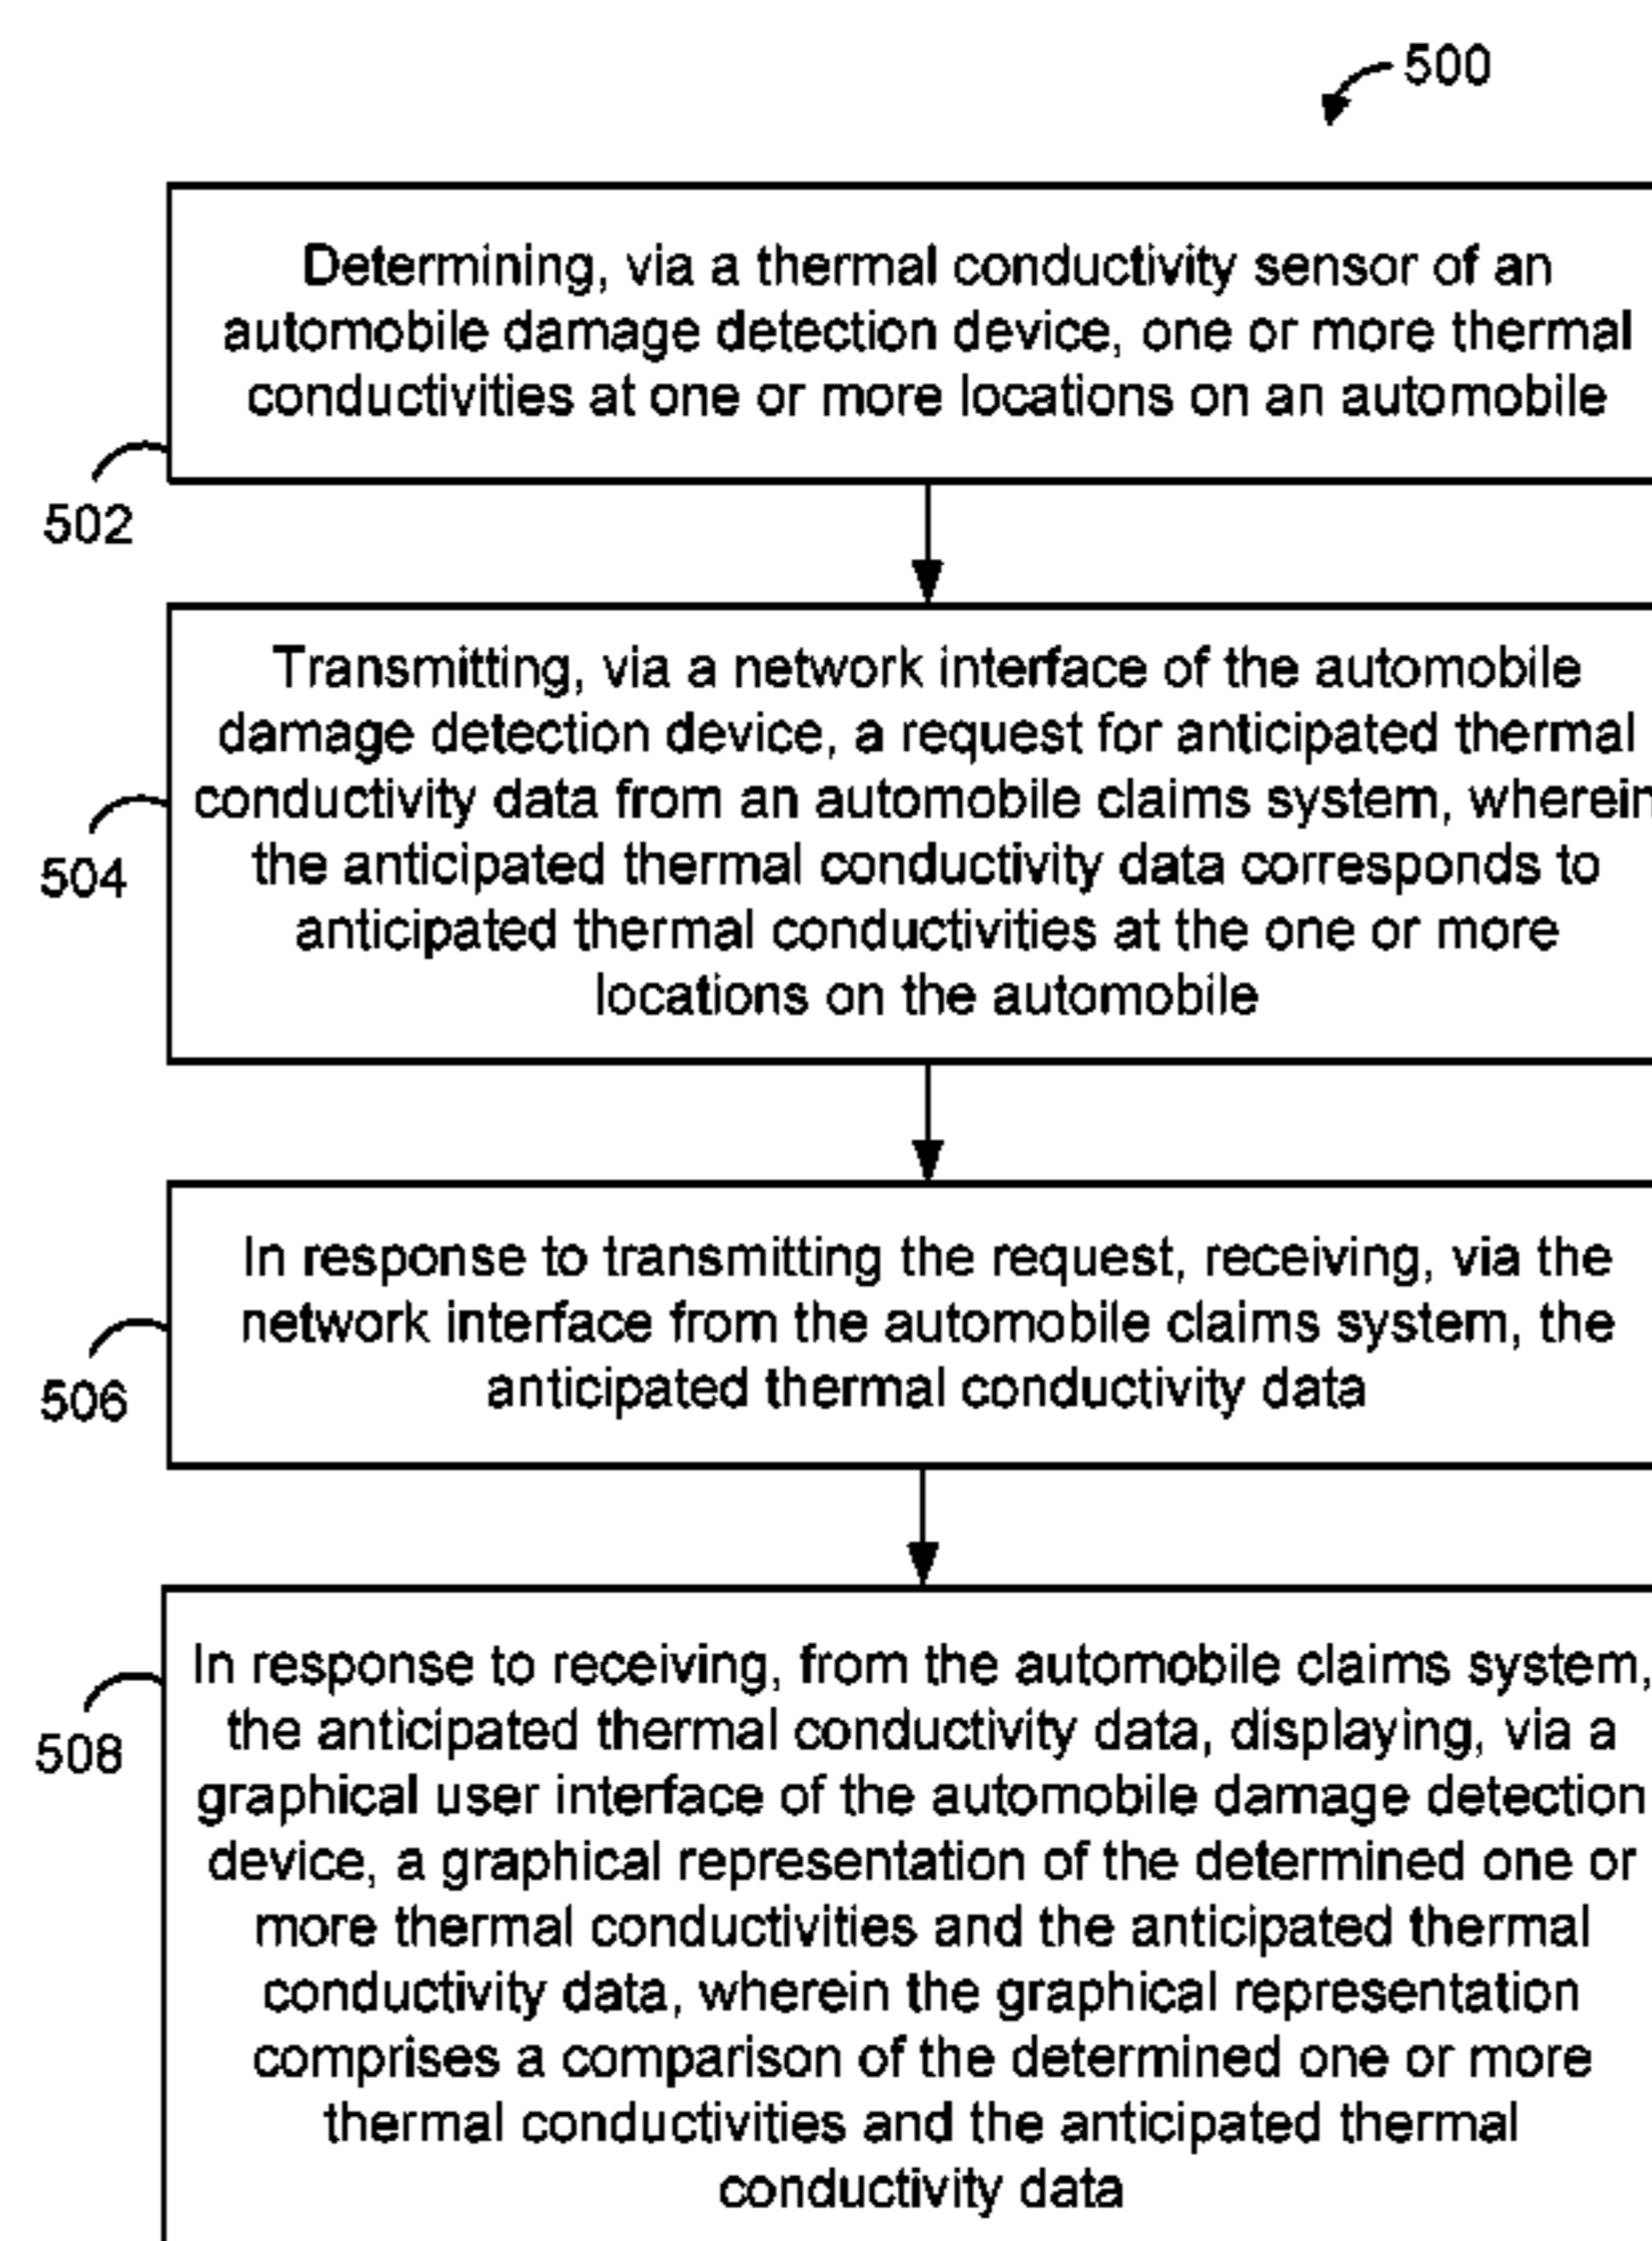 500
Determining, via a thermal conductivity sensor of an
automobile damage detection device, one or more thermal
conductivities at one or more locations on an automobile
502
Transmitting, via a network interface of the automobile
damage detection device, a request for anticipated thermal
conductivity data from an automobile claims system, wherein
the anticipated thermal conductivity data corresponds to
anticipated thermal conductivities at the one or more
locations on the automobile
504
In response to transmitting the request, receiving, via the
network interface from the automobile claims system, the
anticipated thermal conductivity data
506
In response to receiving, from the automobile claims system,
the anticipated thermal conductivity data, displaying, via a
graphical user interface of the automobile damage detection
device, a graphical representation of the determined one or
more thermal conductivities and the anticipated thermal
conductivity data, wherein the graphical representation
comprises a comparison of the determined one or more
thermal conductivities and the anticipated thermal
conductivity data
508